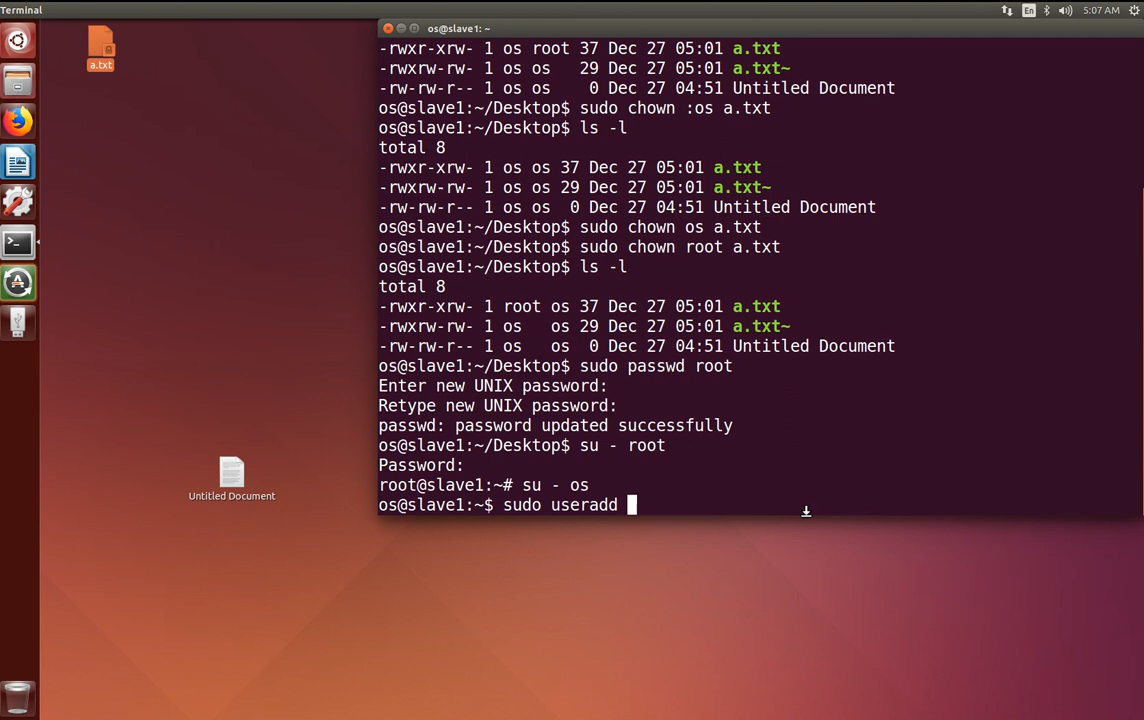 Terminal
En
5:07 AM
a.txt
os@slave1: ~
-rwxr-xrw- 1 os root 37 Dec 27 05:01 a.txt
-rwxrw-rw- 1 os os   29 Dec 27 05:01 a.txt~
-rw-rw-r-- 1 os os    0 Dec 27 04:51 Untitled Document
os@slave1:~/Desktop$ sudo chown :os a.txt
os@slave1:~/Desktop$ ls -l
total 8
-rwxr-xrw- 1 os os 37 Dec 27 05:01 a.txt
-rwxrw-rw- 1 os os 29 Dec 27 05:01 a.txt~
-rw-rw-r-- 1 os os  0 Dec 27 04:51 Untitled Document
os@slave1:~/Desktop$ sudo chown os a.txt
os@slave1:~/Desktop$ sudo chown root a.txt
os@slave1:~/Desktop$ ls -l
total 8
-rwxr-xrw- 1 root os 37 Dec 27 05:01 a.txt
-rwxrw-rw- 1 os   os 29 Dec 27 05:01 a.txt~
-rw-rw-r-- 1 os   os  0 Dec 27 04:51 Untitled Document
os@slave1:~/Desktop$ sudo passwd root
Enter new UNIX password:
Retype new UNIX password:
passwd: password updated successfully
os@slave1:~/Desktop$ su - root
Password:
root@slave1:~# su - os
os@slave1:~$ sudo useradd
Untitled Document